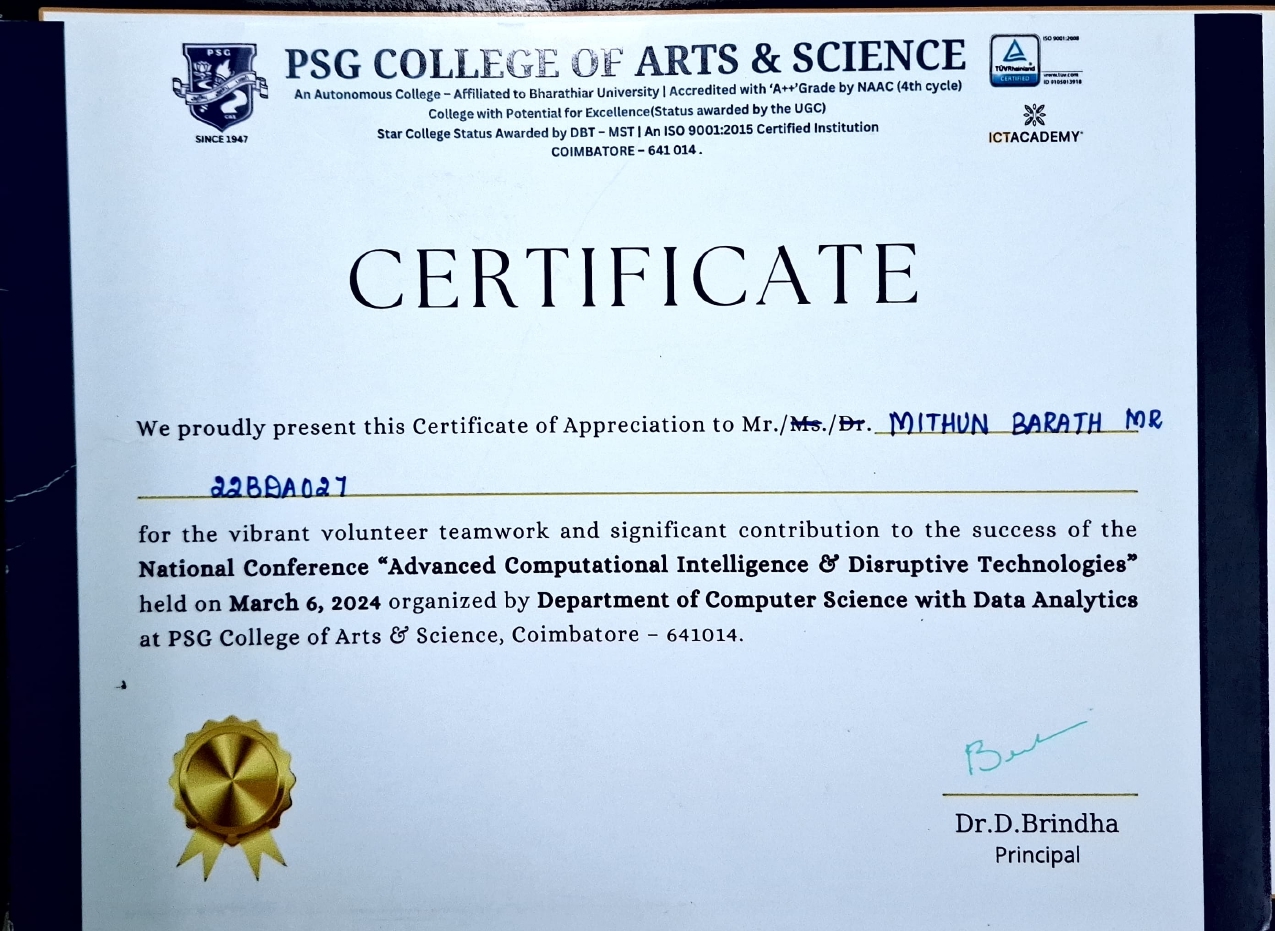 PSG
SINCE 1947
PSG COLLEGE OF ARTS & SCIENCE
An Autonomous College – Affiliated to Bharathiar University | Accredited with ‘A++’Grade by NAAC (4th cycle)
College with Potential for Excellence(Status awarded by the UGC)
Star College Status Awarded by DBT – MST | An ISO 9001:2015 Certified Institution
COIMBATORE – 641 014 .
TÜVRheinland
CERTIFIED
ISO 9001:2008
www.tuv.com
ID 0105013918
ICTACADEMY
CERTIFICATE
We proudly present this Certificate of Appreciation to Mr./Ms./Dr. MITHUN BARATH MR
22BDA027
for the vibrant volunteer teamwork and significant contribution to the success of the
National Conference “Advanced Computational Intelligence & Disruptive Technologies”
held on March 6, 2024 organized by Department of Computer Science with Data Analytics
at PSG College of Arts & Science, Coimbatore – 641014.
Dr.D.Brindha
Principal